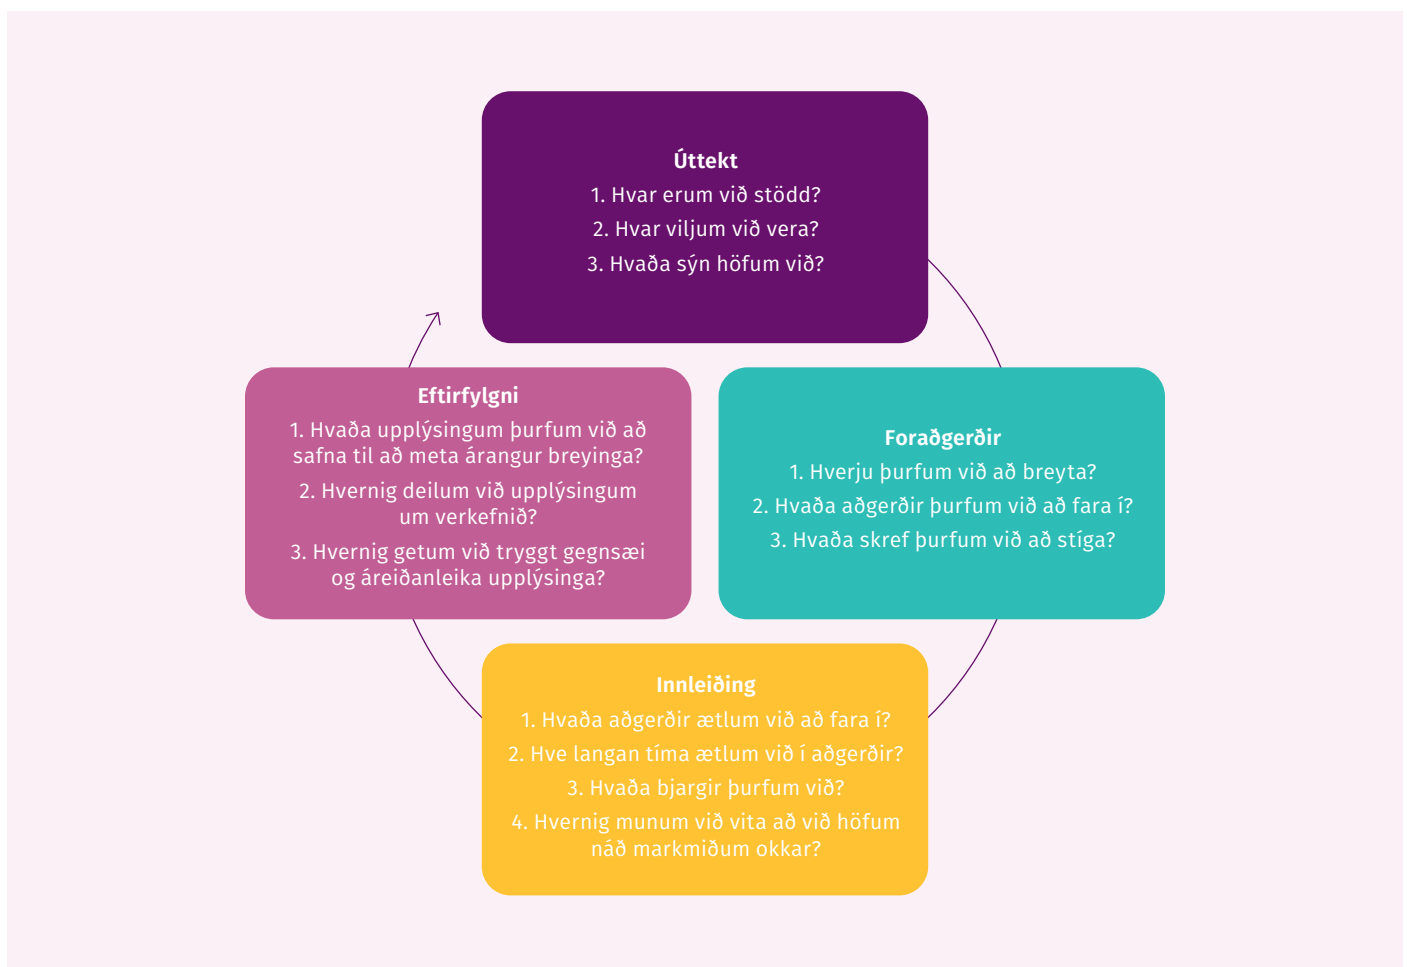 Úttekt
1. Hvar erum við stödd?
2. Hvar viljum við vera?
3. Hvaða sýn höfum við?
Foraðgerðir
1. Hverju þurfum við að breyta?
2. Hvaða aðgerðir þurfum við að fara í?
3. Hvaða skref þurfum við að stíga?
Innleiðing
1. Hvaða aðgerðir ætlum við að fara í?
2. Hve langan tíma ætlum við í aðgerðir?
3. Hvaða bjargir þurfum við?
4. Hvernig munum við vita að við höfum
náð markmiðum okkar?
Eftirfylgni
1. Hvaða upplýsingum þurfum við að
safna til að meta árangur breyinga?
2. Hvernig deilum við upplýsingum
um verkefnið?
3. Hvernig getum við tryggt gegnsæi
og áreiðanleika upplýsinga?